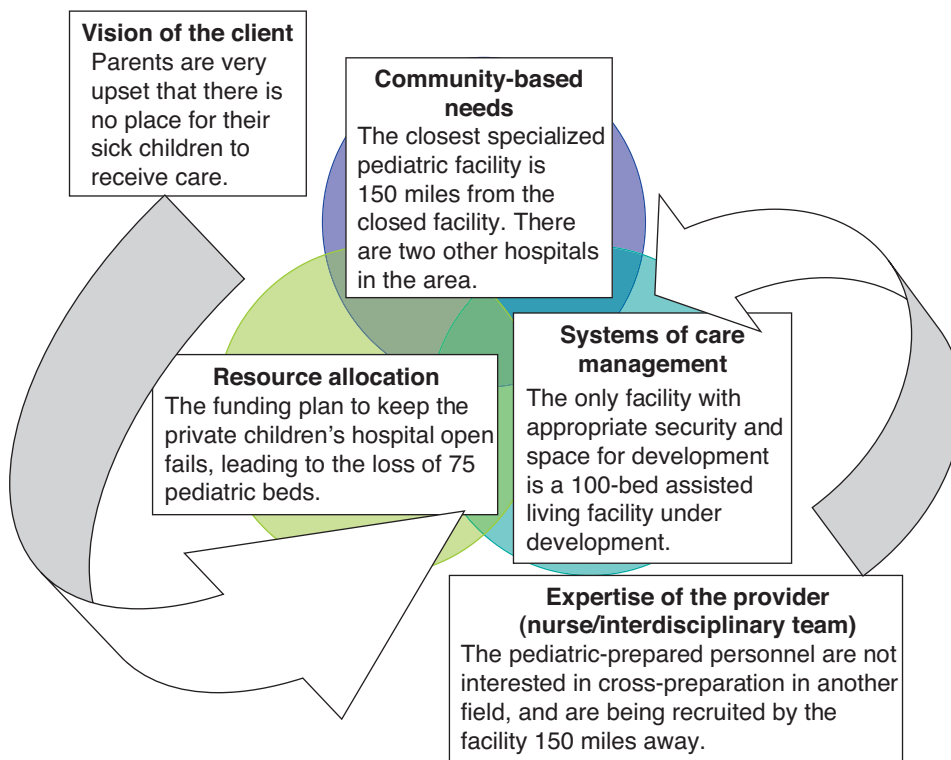 Vision of the client
Parents are very
upset that there is
no place for their
sick children to
receive care.
Community-based
needs
The closest specialized
pediatric facility is
150 miles from the
closed facility. There
are two other hospitals
in the area.
Resource allocation
The funding plan to keep the
private children's hospital open
fails, leading to the loss of 75
pediatric beds.
Systems of care
management
The only facility with
appropriate security and
space for development
is a 100-bed assisted
living facility under
development.
Expertise of the provider
(nurse/interdisciplinary team)
The pediatric-prepared personnel are not
interested in cross-preparation in another
field, and are being recruited by the
facility 150 miles away.